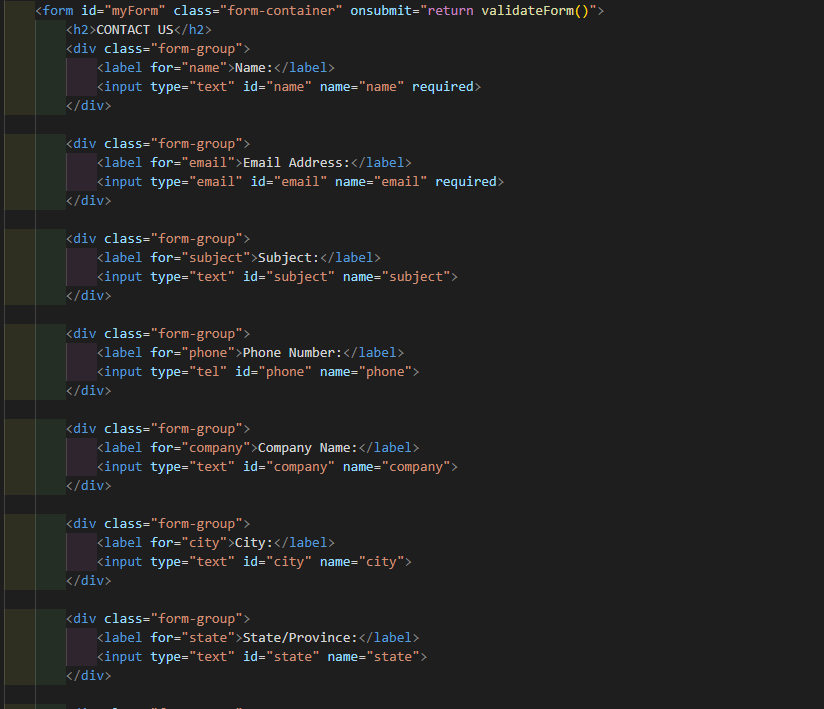 <form id="myForm" class="form-container" onsubmit="return validateForm()">
<h2>CONTACT US</h2>
<div class="form-group">
<label for="name">Name:</label>
<input type="text" id="name" name="name" required>
</div>
<div class="form-group">
<label for="email">Email Address:</label>
<input type="email" id="email" name="email" required>
</div>
<div class="form-group">
<label for="subject">Subject:</label>
<input type="text" id="subject" name="subject">
</div>
<div class="form-group">
<label for="phone">Phone Number:</label>
<input type="tel" id="phone" name="phone">
</div>
<div class="form-group">
<label for="company">Company Name:</label>
<input type="text" id="company" name="company">
</div>
<div class="form-group">
<label for="city">City:</label>
<input type="text" id="city" name="city">
</div>
<div class="form-group">
<label for="state">State/Province:</label>
<input type="text" id="state" name="state">
</div>